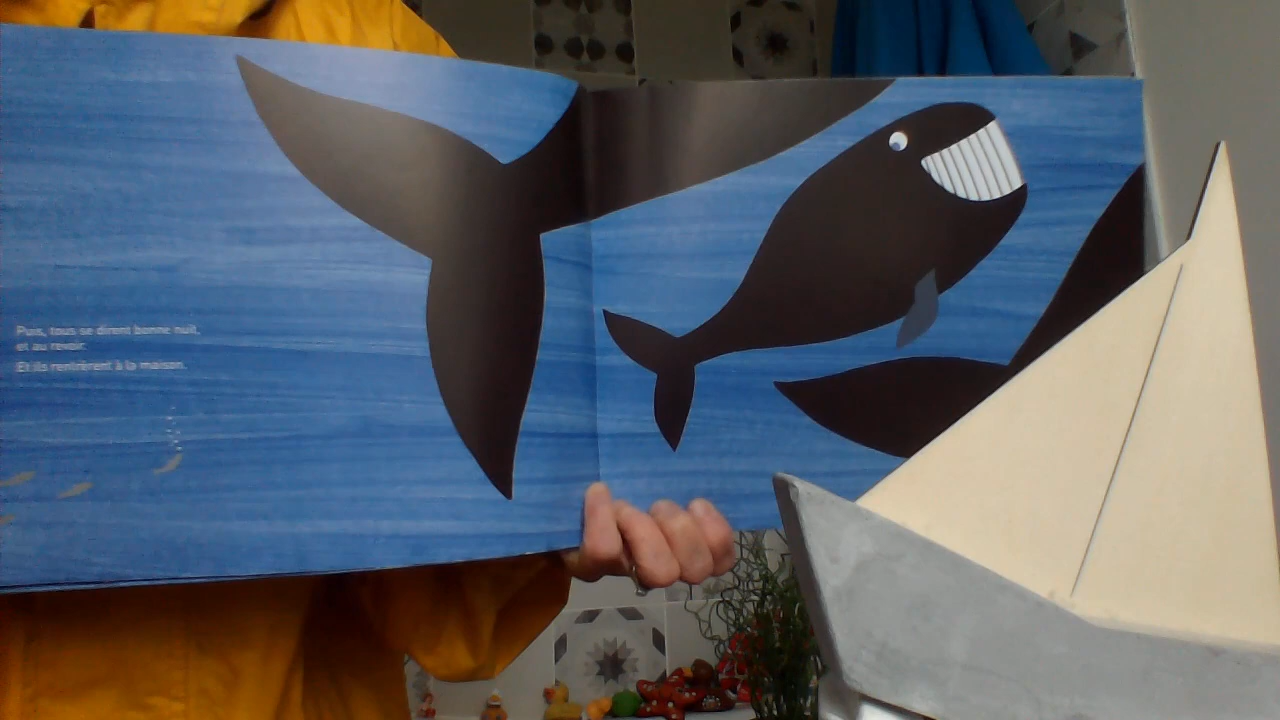 Puis, tous se dirent bonne nuit,
et au revoir.
Et ils rentrèrent à la maison.